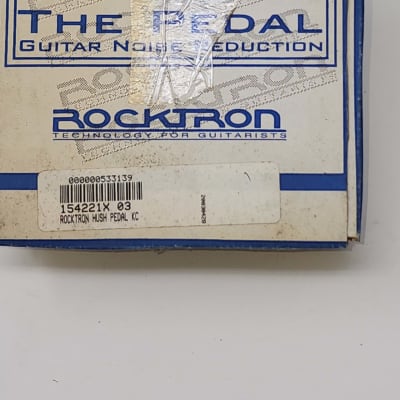 THE PEDAL
GUITAR NOISE REDUCTION
ROCKTRON
TECHNOLOGY FOR GUITARISTS
000000533139
154221X 03
ROCKTRON HUSH PEDAL KC